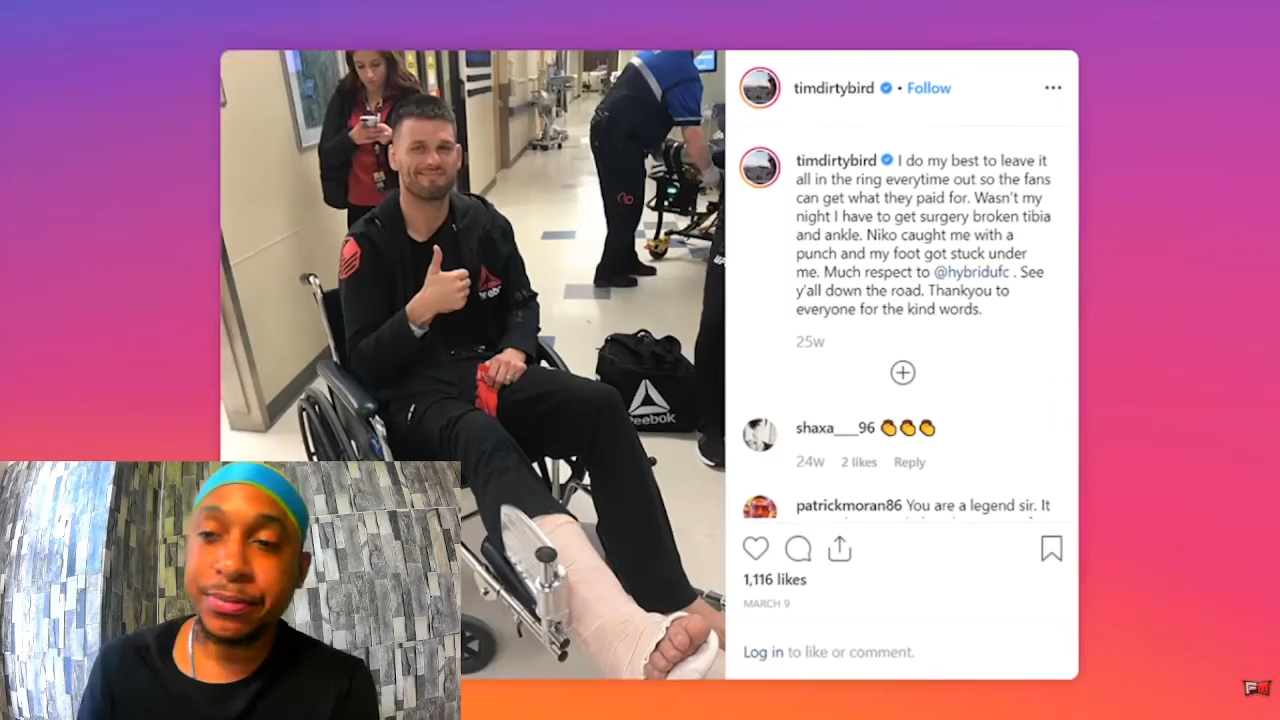 timdirtybird • Follow
timdirtybird I do my best to leave it
all in the ring everytime out so the fans
can get what they paid for. Wasn't my
night I have to get surgery broken tibia
and ankle. Niko caught me with a
punch and my foot got stuck under
me. Much respect to @hybridufc . See
y'all down the road. Thankyou to
everyone for the kind words.
25w
shaxa___96 👏👏👏
24w 2 likes Reply
patrickmoran86 You are a legend sir. It
1,116 likes
MARCH 9
Log in to like or comment.
Reebok